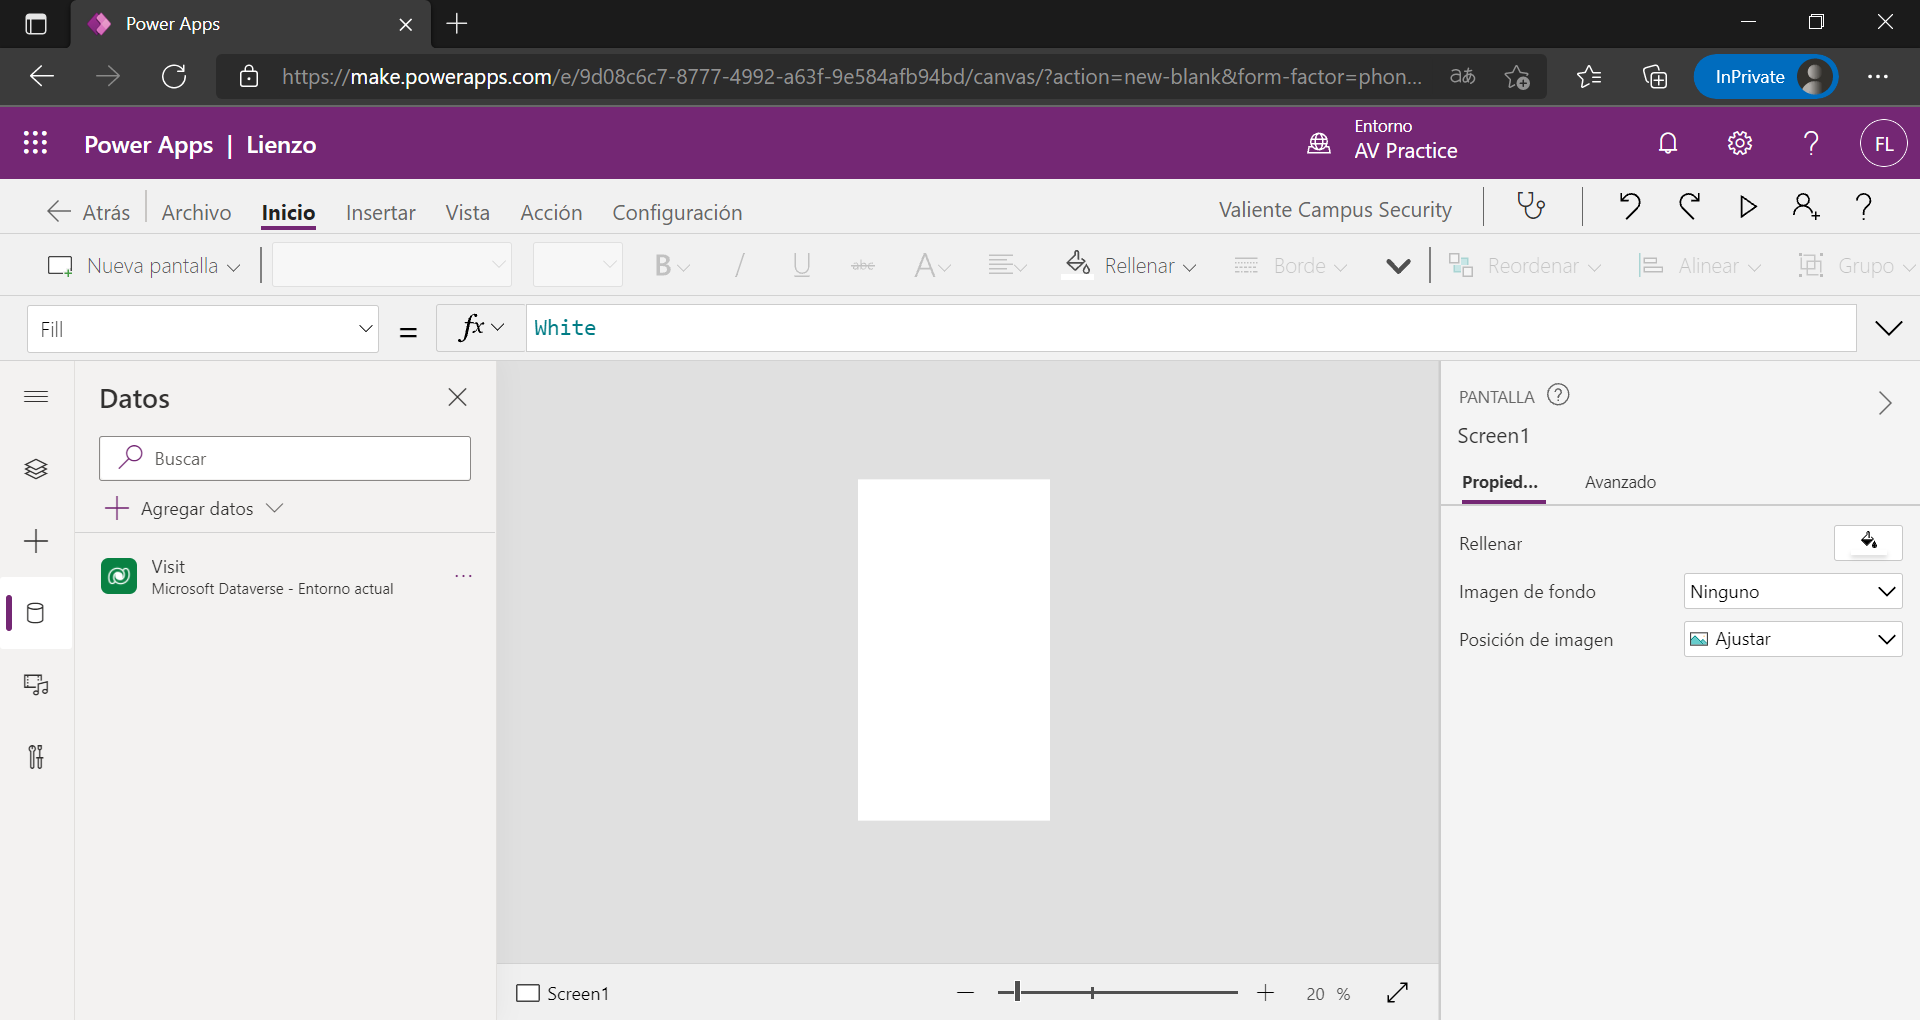 Power Apps
https://make.powerapps.com/e/9d08c6c7-8777-4992-a63f-9e584afb94bd/canvas/?action=new-blank&form-factor=phon...
aあ
InPrivate
Power Apps | Lienzo
Entorno
AV Practice
FL
Atrás
Archivo
Inicio
Insertar
Vista
Acción
Configuración
Valiente Campus Security
Nueva pantalla
B
/
U
abc
A
Rellenar
Borde
Reordenar
Alinear
Grupo
Fill
=
fx
White
Datos
Buscar
Agregar datos
Visit
Microsoft Dataverse - Entorno actual
PANTALLA
Screen1
Propied...
Avanzado
Rellenar
Imagen de fondo
Ninguno
Posición de imagen
Ajustar
Screen1
20 %